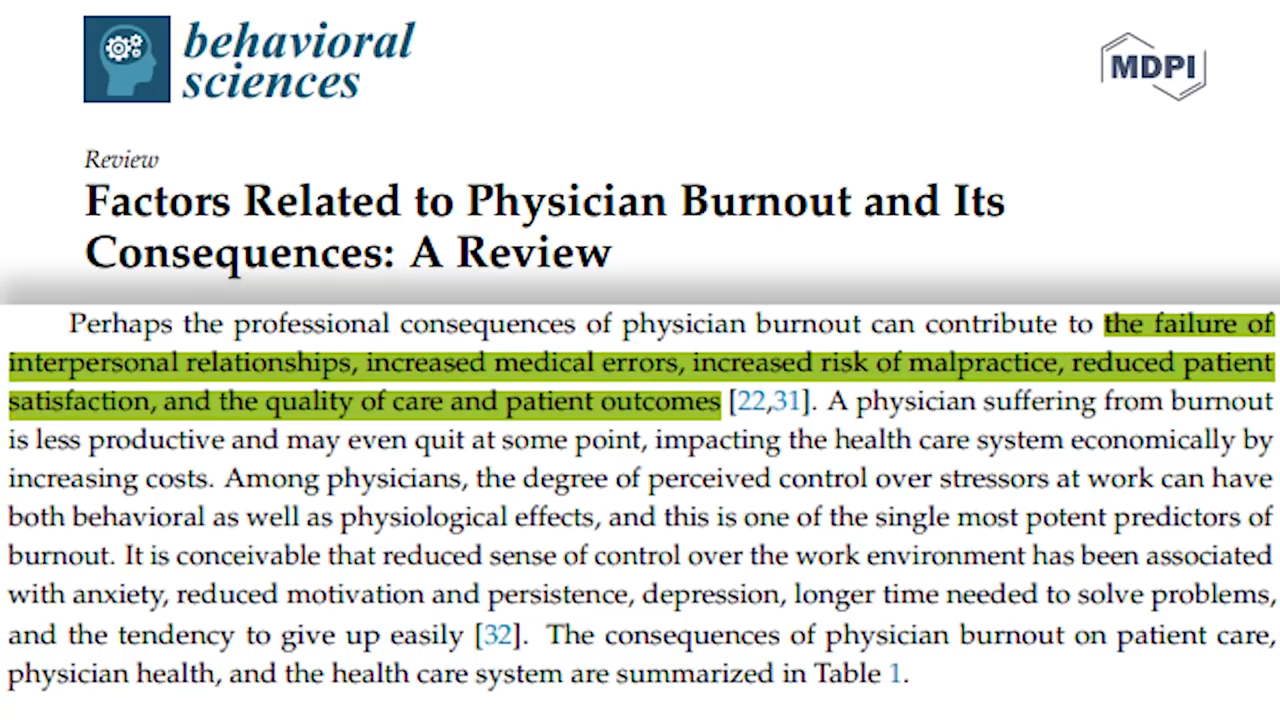 behavioral
sciences
MDPI
Review
Factors Related to Physician Burnout and Its
Consequences: A Review
Perhaps the professional consequences of physician burnout can contribute to the failure of
interpersonal relationships, increased medical errors, increased risk of malpractice, reduced patient
satisfaction, and the quality of care and patient outcomes [22,31]. A physician suffering from burnout
is less productive and may even quit at some point, impacting the health care system economically by
increasing costs. Among physicians, the degree of perceived control over stressors at work can have
both behavioral as well as physiological effects, and this is one of the single most potent predictors of
burnout. It is conceivable that reduced sense of control over the work environment has been associated
with anxiety, reduced motivation and persistence, depression, longer time needed to solve problems,
and the tendency to give up easily [32]. The consequences of physician burnout on patient care,
physician health, and the health care system are summarized in Table 1.